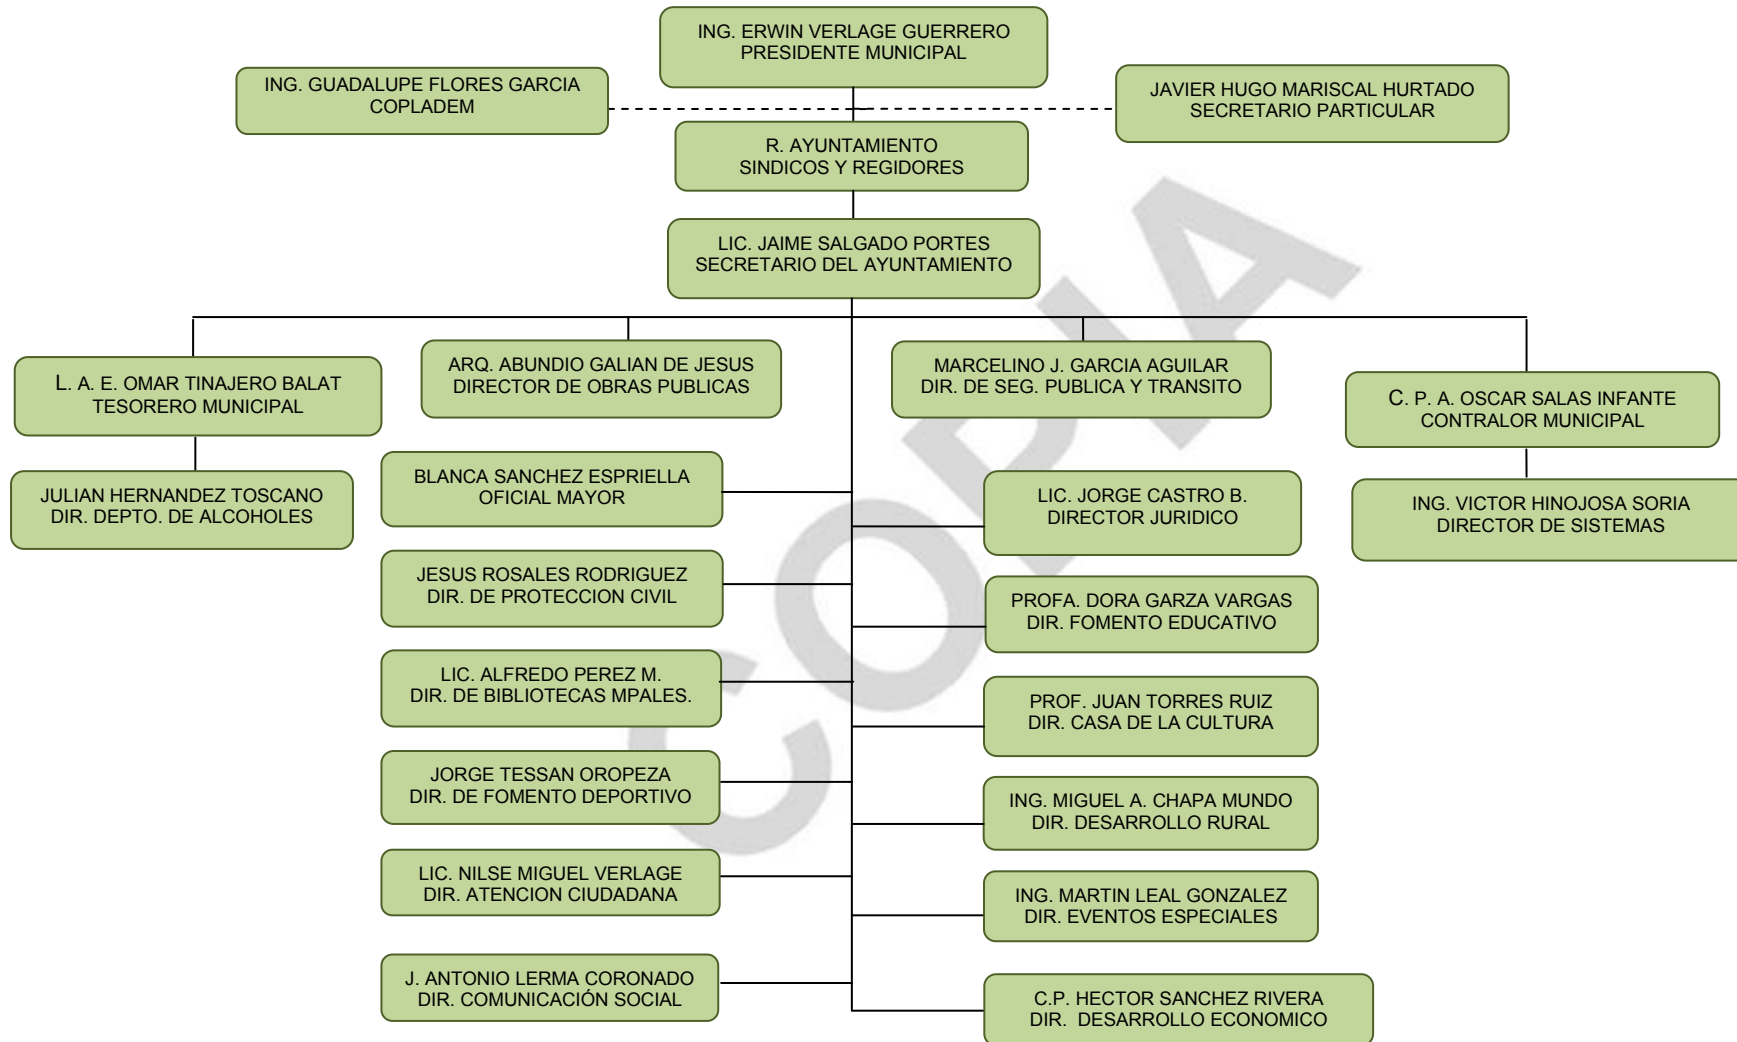 ING. ERWIN VERLAGE GUERRERO
PRESIDENTE MUNICIPAL
ING. GUADALUPE FLORES GARCIA
COPLADEM
JAVIER HUGO MARISCAL HURTADO
SECRETARIO PARTICULAR
R. AYUNTAMIENTO
SINDICOS Y REGIDORES
LIC. JAIME SALGADO PORTES
SECRETARIO DEL AYUNTAMIENTO
L. A. E. OMAR TINAJERO BALAT
TESORERO MUNICIPAL
ARQ. ABUNDIO GALIAN DE JESUS
DIRECTOR DE OBRAS PUBLICAS
MARCELINO J. GARCIA AGUILAR
DIR. DE SEG. PUBLICA Y TRANSITO
C. P. A. OSCAR SALAS INFANTE
CONTRALOR MUNICIPAL
JULIAN HERNANDEZ TOSCANO
DIR. DEPTO. DE ALCOHOLES
BLANCA SANCHEZ ESPRIELLA
OFICIAL MAYOR
LIC. JORGE CASTRO B.
DIRECTOR JURIDICO
ING. VICTOR HINOJOSA SORIA
DIRECTOR DE SISTEMAS
JESUS ROSALES RODRIGUEZ
DIR. DE PROTECCION CIVIL
PROFA. DORA GARZA VARGAS
DIR. FOMENTO EDUCATIVO
LIC. ALFREDO PEREZ M.
DIR. DE BIBLIOTECAS MPALES.
PROF. JUAN TORRES RUIZ
DIR. CASA DE LA CULTURA
JORGE TESSAN OROPEZA
DIR. DE FOMENTO DEPORTIVO
ING. MIGUEL A. CHAPA MUNDO
DIR. DESARROLLO RURAL
LIC. NILSE MIGUEL VERLAGE
DIR. ATENCION CIUDADANA
ING. MARTIN LEAL GONZALEZ
DIR. EVENTOS ESPECIALES
J. ANTONIO LERMA CORONADO
DIR. COMUNICACIÓN SOCIAL
C.P. HECTOR SANCHEZ RIVERA
DIR. DESARROLLO ECONOMICO
COPIA